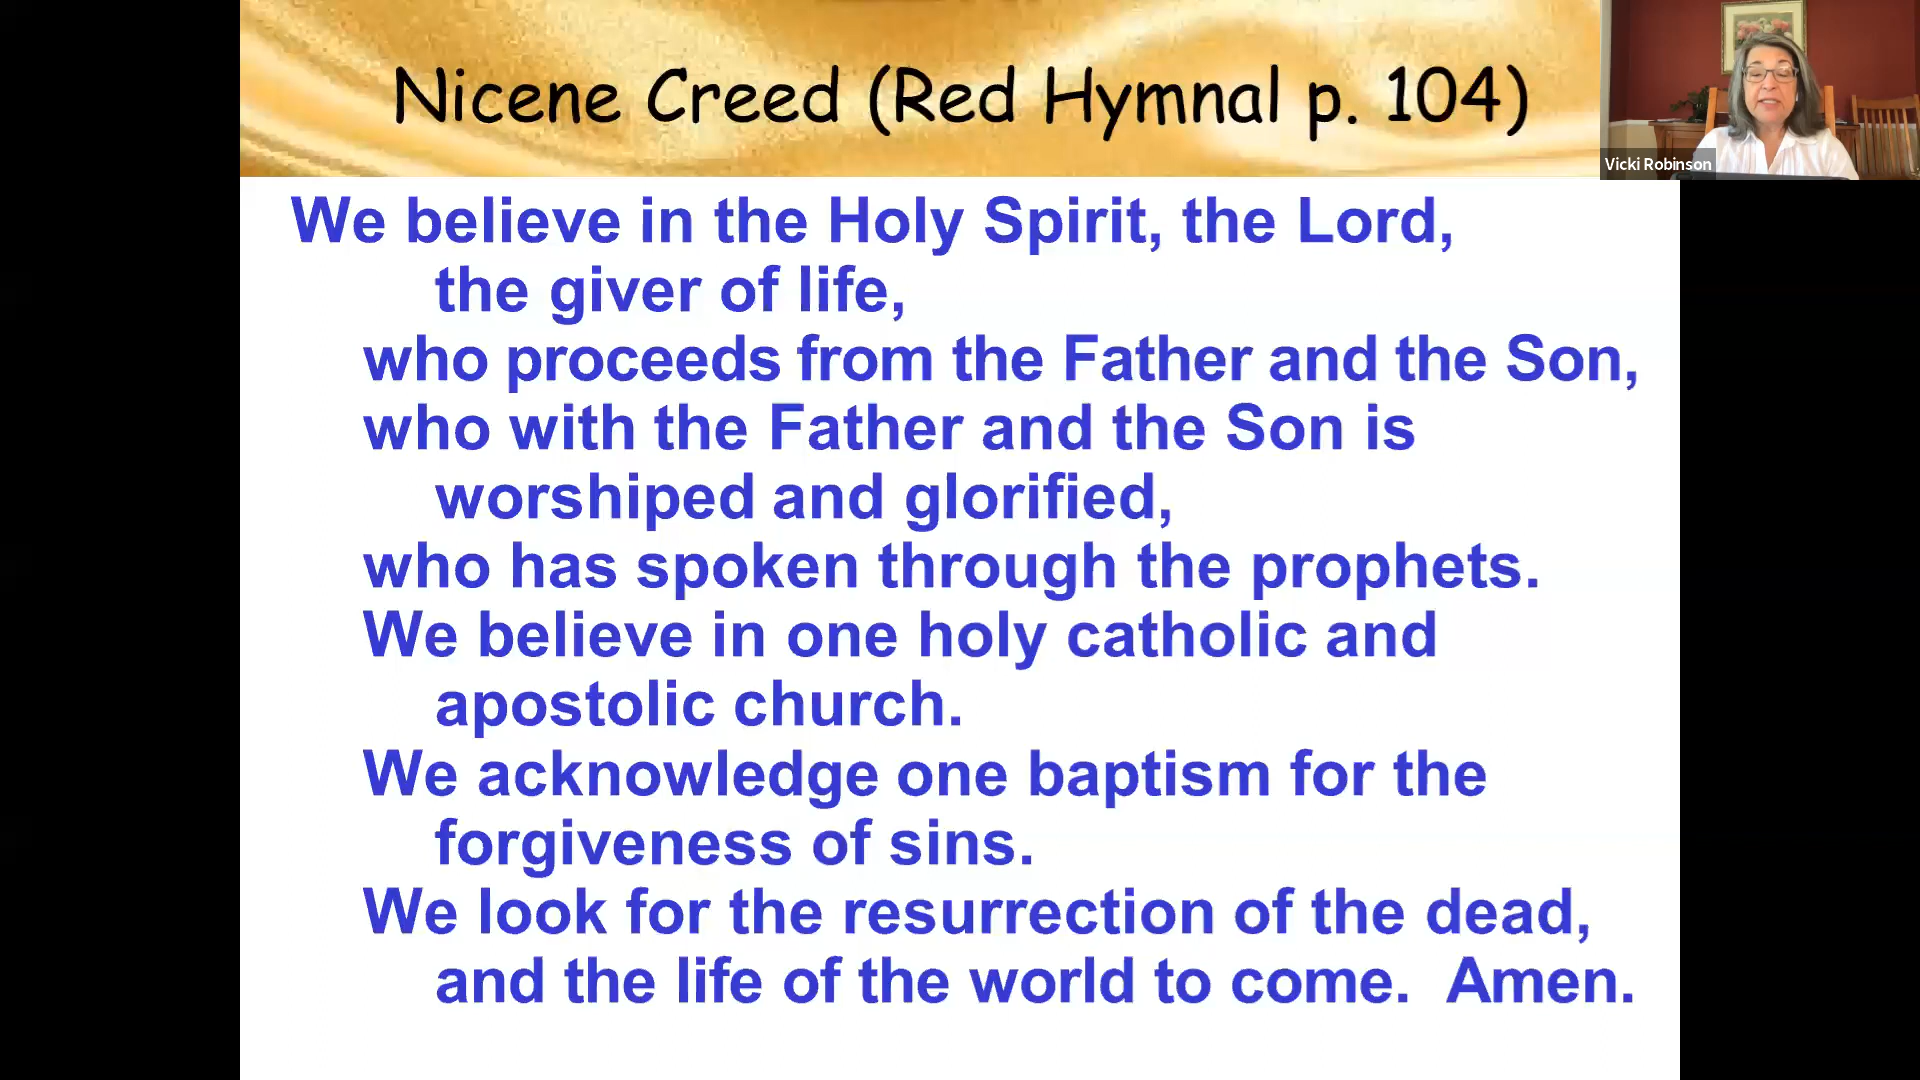 Nicene Creed (Red Hymnal p. 104)
Vicki Robinson
We believe in the Holy Spirit, the Lord,
the giver of life,
who proceeds from the Father and the Son,
who with the Father and the Son is
worshiped and glorified,
who has spoken through the prophets.
We believe in one holy catholic and
apostolic church.
We acknowledge one baptism for the
forgiveness of sins.
We look for the resurrection of the dead,
and the life of the world to come.  Amen.